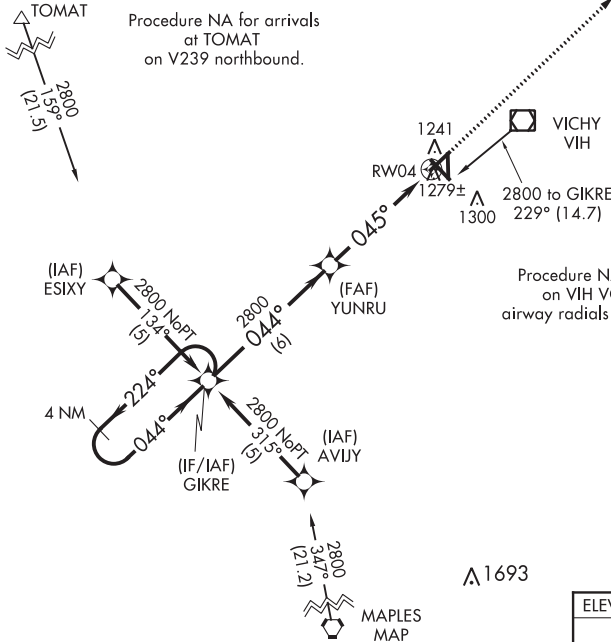 TOMAT
Procedure NA for arrivals
at TOMAT
on V239 northbound.
2800
159°
(21.5)
1241
RW04
1279±
1300
VICHY
VIH
2800 to GIKRE
229° (14.7)
045°
(IAF)
ESIXY
2800 NoPT
134°
(5)
2800
044°
(6)
(FAF)
YUNRU
Procedure N
on VIH V
airway radials
224°
4 NM
044°
(IF/IAF)
GIKRE
2800 NoPT
315°
(5)
(IAF)
AVIJY
2800
347°
(21.2)
1693
MAPLES
MAP
ELEV